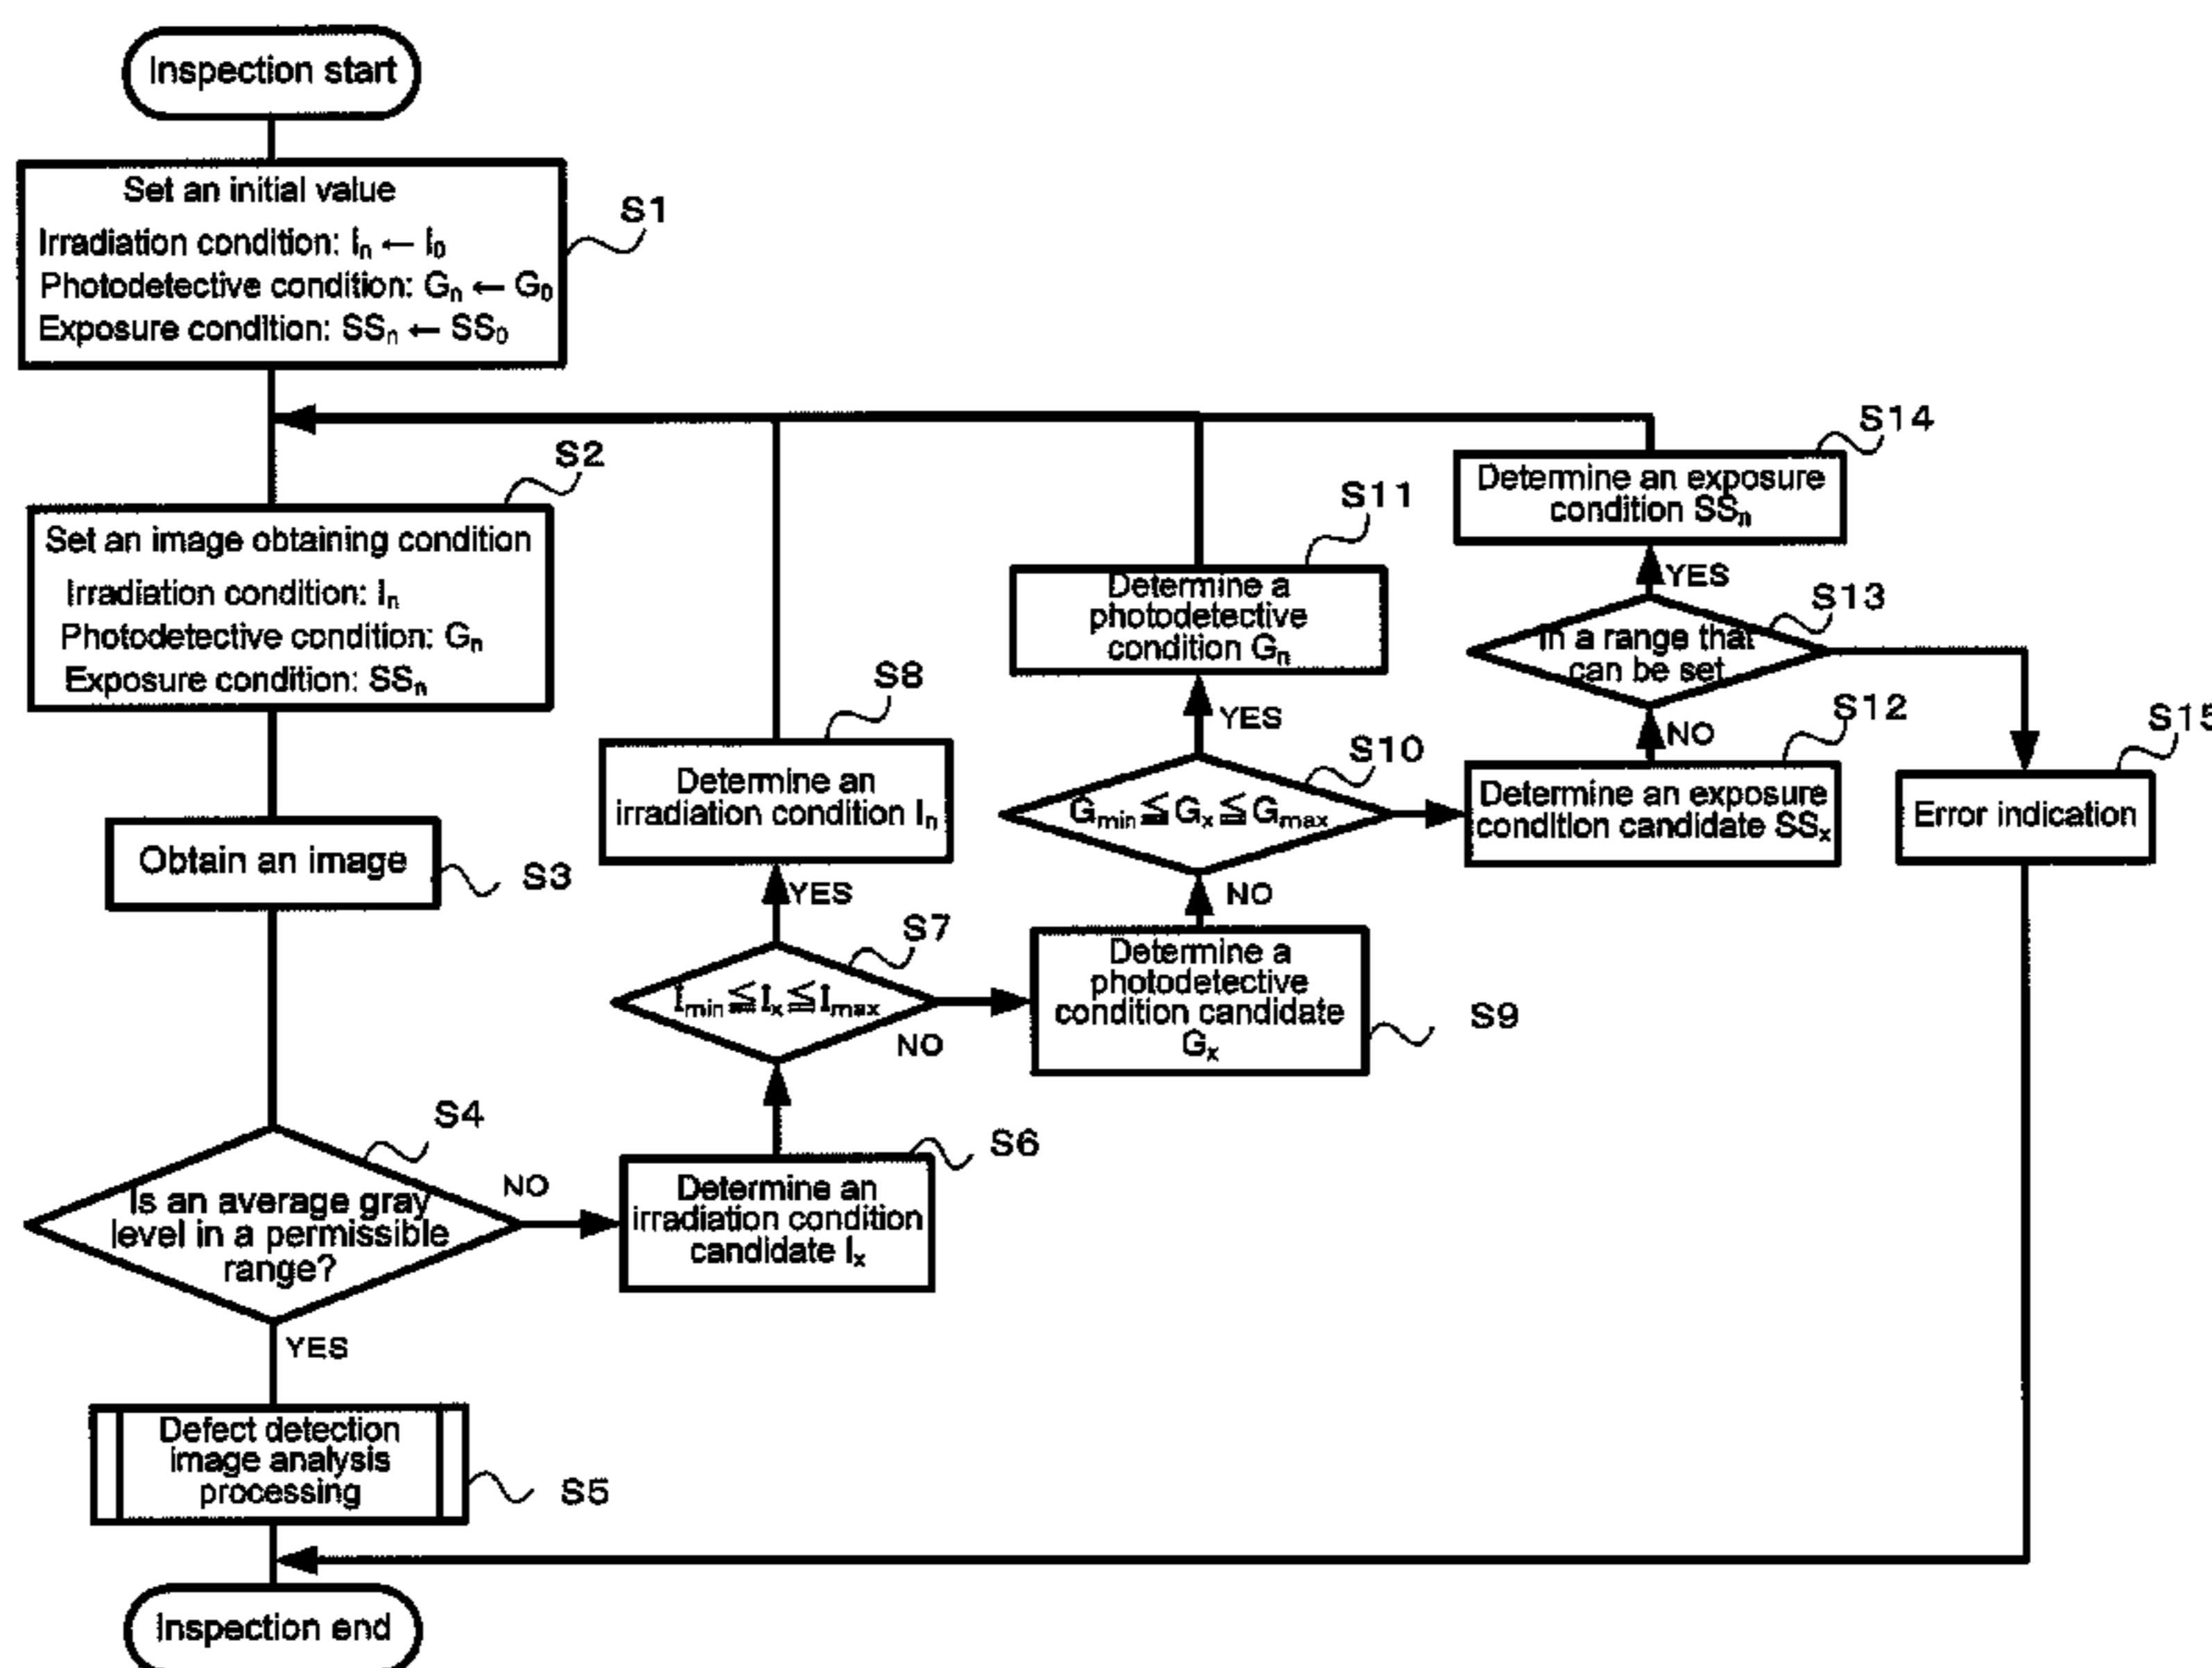 Inspection start
Set an initial value
Irradiation condition: Iₙ ← I₀
Photodetective condition: Gₙ ← G₀
Exposure condition: SSₙ ← SS₀
S1
S2
Set an image obtaining condition
Irradiation condition: Iₙ
Photodetective condition: Gₙ
Exposure condition: SSₙ
Obtain an image
S3
S4
Is an average gray
level in a permissible
range?
NO
YES
Defect detection
image analysis
processing
S5
Inspection end
S6
Determine an
irradiation condition
candidate Iₓ
S7
Imin ≦ Iₓ ≦ Imax
YES
NO
S8
Determine an
irradiation condition Iₙ
Determine a
photodetective
condition candidate
Gₓ
S9
NO
S10
Gmin ≦ Gₓ ≦ Gmax
YES
S11
Determine a
photodetective
condition Gₙ
S12
Determine an exposure
condition candidate SSₓ
NO
S13
In a range that
can be set
YES
S14
Determine an exposure
condition SSₙ
S15
Error indication